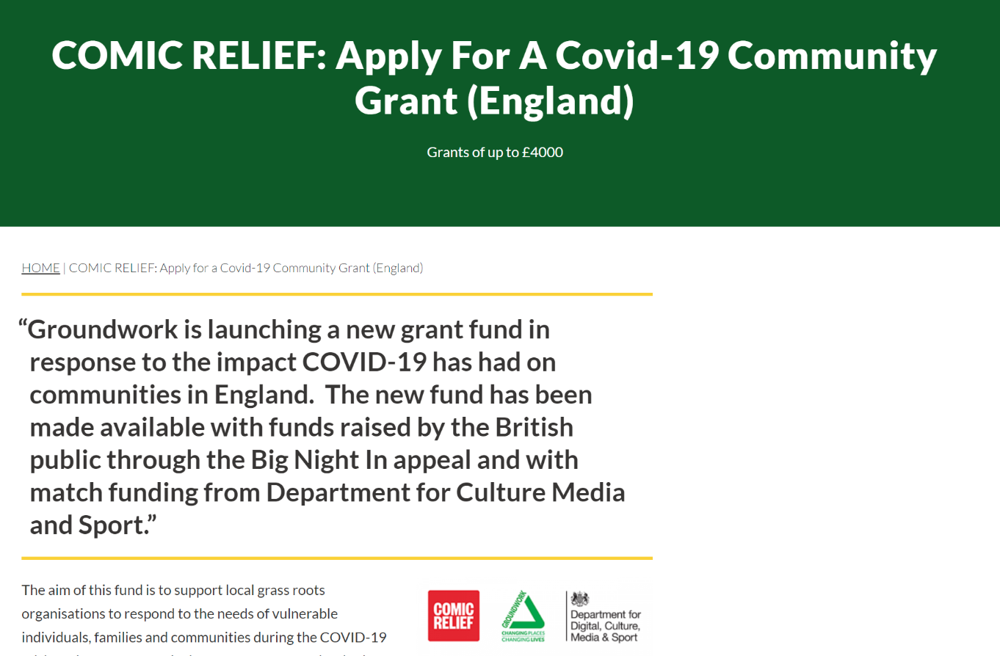 COMIC RELIEF: Apply For A Covid-19 Community
Grant (England)
Grants of up to £4000
HOME | COMIC RELIEF: Apply for a Covid-19 Community Grant (England)
“Groundwork is launching a new grant fund in
response to the impact COVID-19 has had on
communities in England.  The new fund has been
made available with funds raised by the British
public through the Big Night In appeal and with
match funding from Department for Culture Media
and Sport.”
The aim of this fund is to support local grass roots
organisations to respond to the needs of vulnerable
individuals, families and communities during the COVID-19
COMIC
RELIEF
GROUNDWORK
CHANGING PLACES
CHANGING LIVES
Department for
Digital, Culture,
Media & Sport